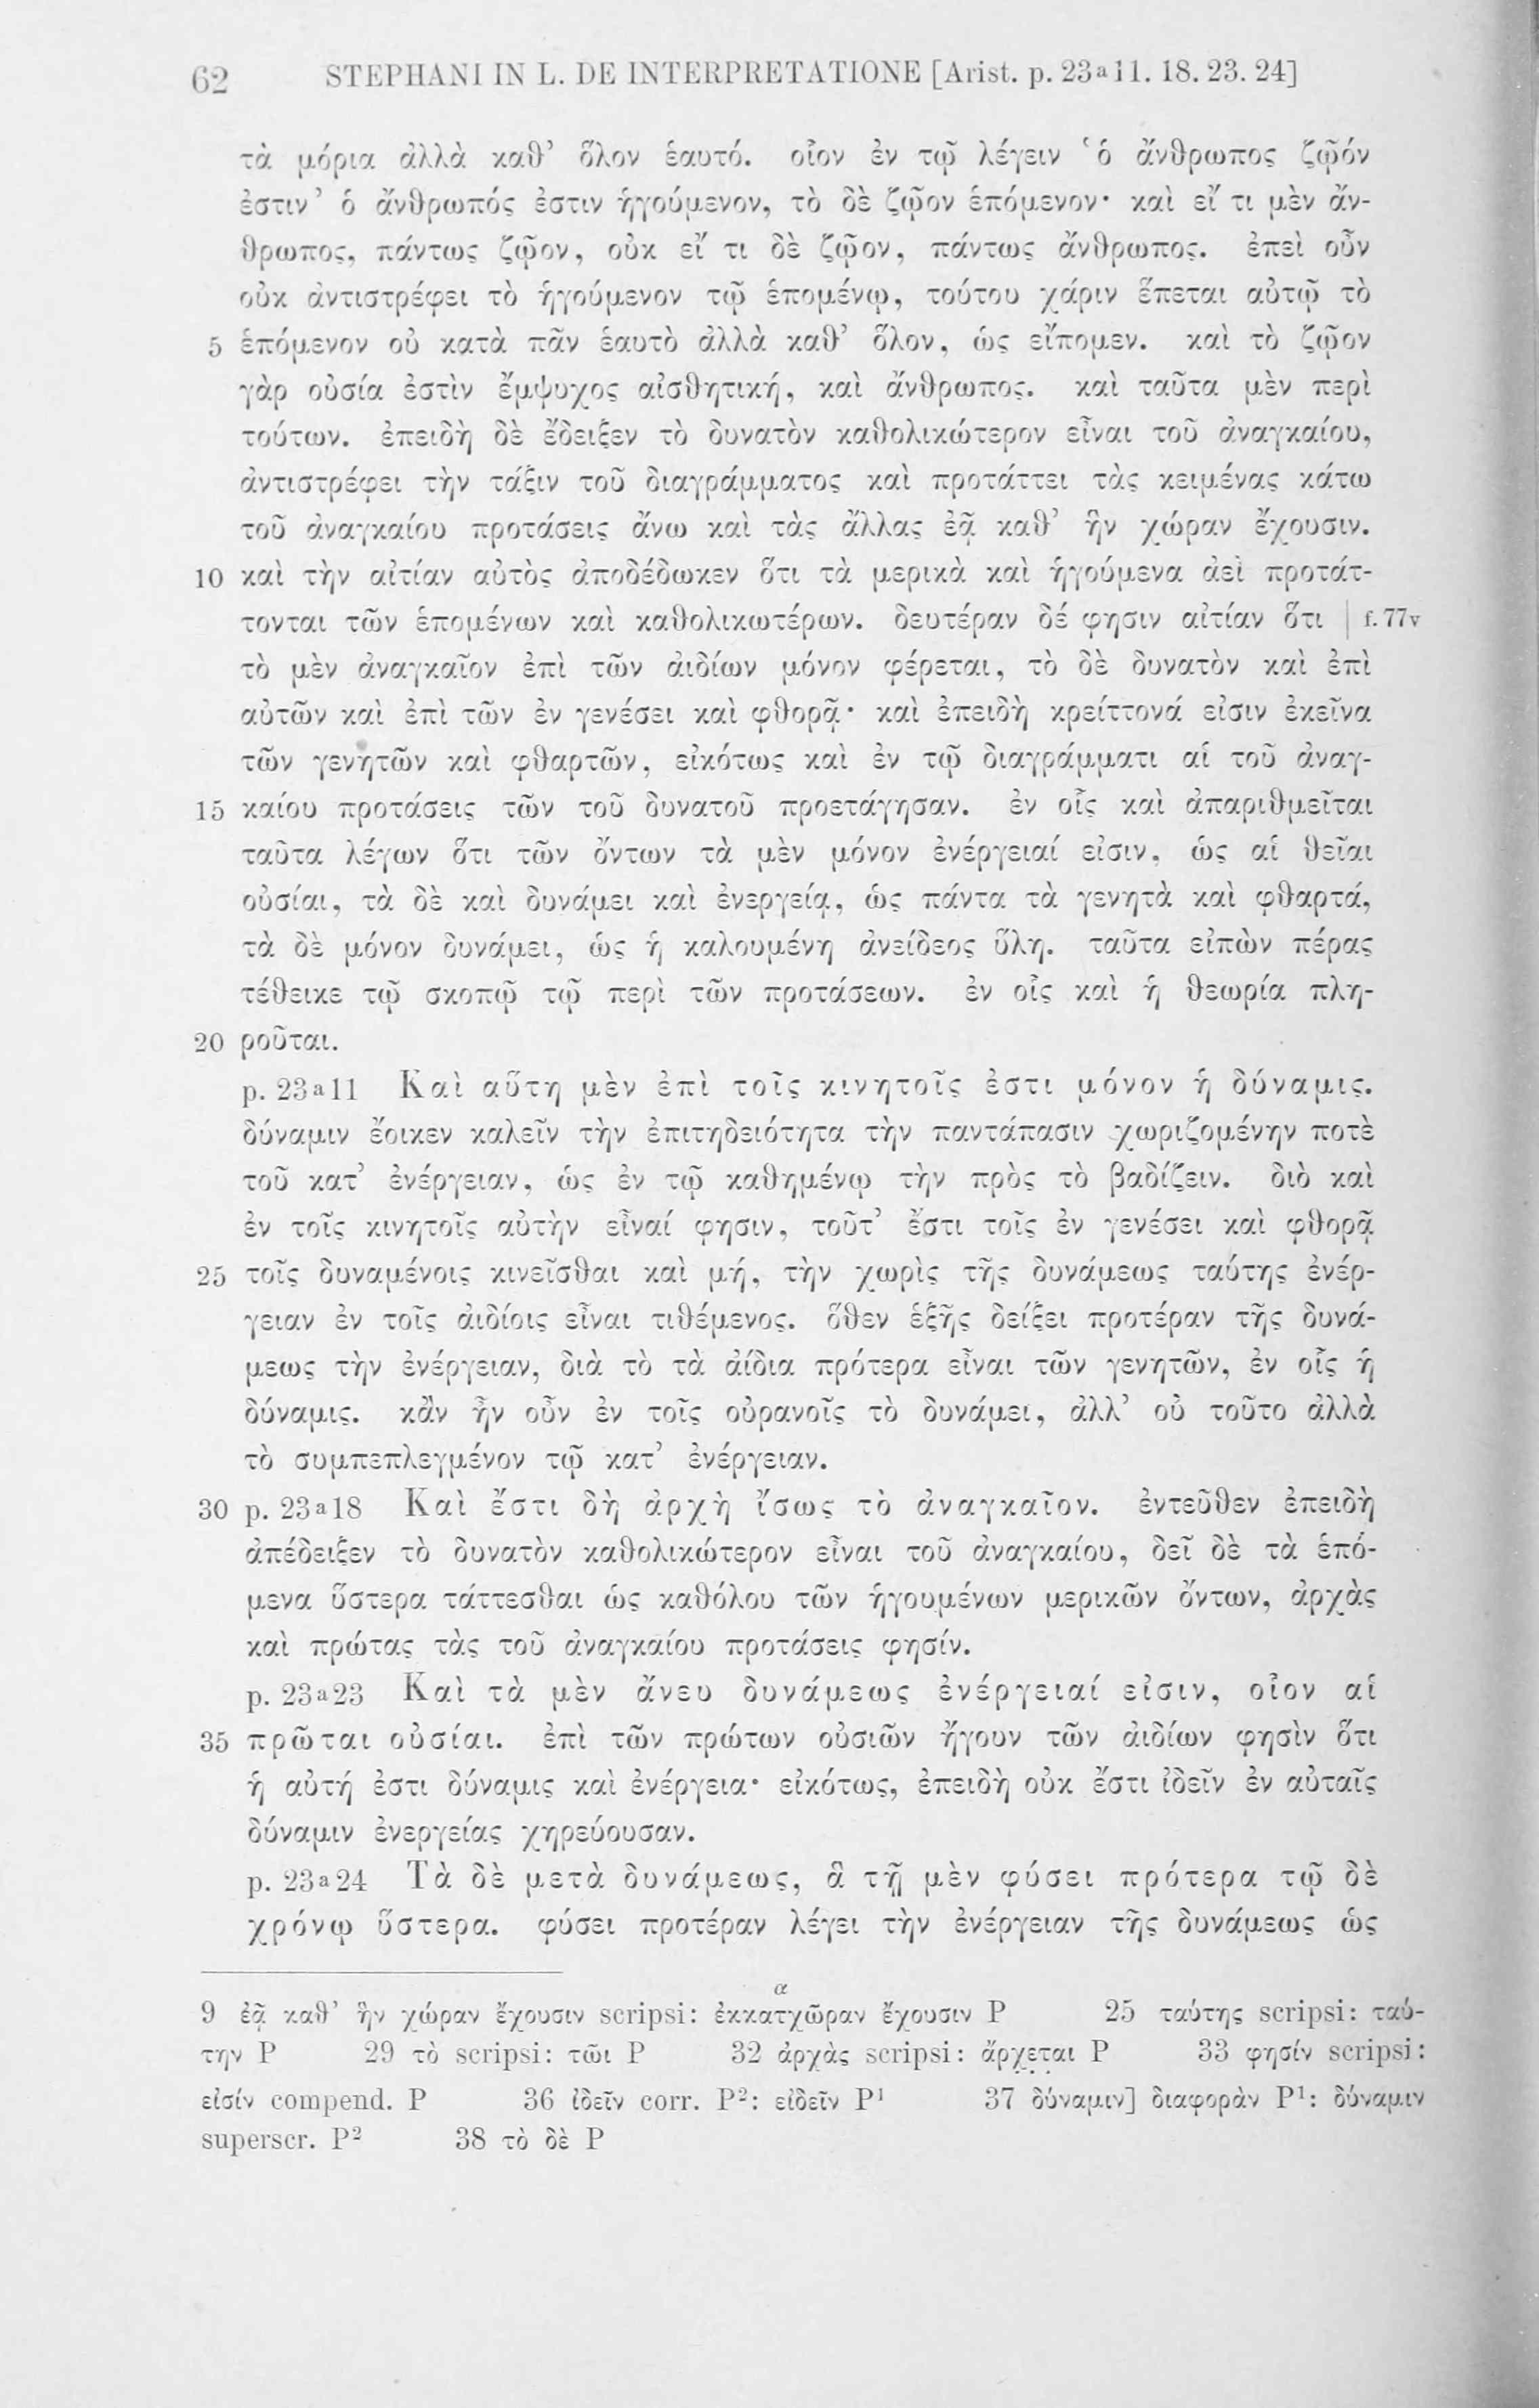 62 STEPHANI IN L. DE INTERPRETATIONE [Arist. p. 23a11. 18. 23. 24]
τὰ μόρια ἀλλὰ καθ’ ὅλον ἑαυτό. οἷον ἐν τῷ λέγειν ‘ὁ ἄνθρωπος ζῷόν
ἐστιν’ ὁ ἄνθρωπός ἐστιν ἡγούμενον, τὸ δὲ ζῷον ἑπόμενον· καὶ εἴ τι μὲν ἄν-
θρωπος, πάντως ζῷον, οὐκ εἴ τι δὲ ζῷον, πάντως ἄνθρωπος. ἐπεὶ οὖν
οὐκ ἀντιστρέφει τὸ ἡγούμενον τῷ ἑπομένῳ, τούτου χάριν ἕπεται αὐτῷ τὸ
5 ἑπόμενον οὐ κατὰ πᾶν ἑαυτὸ ἀλλὰ καθ’ ὅλον, ὡς εἴπομεν. καὶ τὸ ζῷον
γὰρ οὐσία ἐστὶν ἔμψυχος αἰσθητική, καὶ ἄνθρωπος. καὶ ταῦτα μὲν περὶ
τούτων. ἐπειδὴ δὲ ἔδειξεν τὸ δυνατὸν καθολικώτερον εἶναι τοῦ ἀναγκαίου,
ἀντιστρέφει τὴν τάξιν τοῦ διαγράμματος καὶ προτάττει τὰς κειμένας κάτω
τοῦ ἀναγκαίου προτάσεις ἄνω καὶ τὰς ἄλλας ἐᾷ καθ’ ἣν χώραν ἔχουσιν.
10 καὶ τὴν αἰτίαν αὐτὸς ἀποδέδωκεν ὅτι τὰ μερικὰ καὶ ἡγούμενα ἀεὶ προτάτ-
τονται τῶν ἑπομένων καὶ καθολικωτέρων. δευτέραν δέ φησιν αἰτίαν ὅτι | f. 77v
τὸ μὲν ἀναγκαῖον ἐπὶ τῶν ἀιδίων μόνον φέρεται, τὸ δὲ δυνατὸν καὶ ἐπὶ
αὐτῶν καὶ ἐπὶ τῶν ἐν γενέσει καὶ φθορᾷ· καὶ ἐπειδὴ κρείττονά εἰσιν ἐκεῖνα
τῶν γενητῶν καὶ φθαρτῶν, εἰκότως καὶ ἐν τῷ διαγράμματι αἱ τοῦ ἀναγ-
15 καίου προτάσεις τῶν τοῦ δυνατοῦ προετάγησαν. ἐν οἷς καὶ ἀπαριθμεῖται
ταῦτα λέγων ὅτι τῶν ὄντων τὰ μὲν μόνον ἐνέργειαί εἰσιν, ὡς αἱ θεῖαι
οὐσίαι, τὰ δὲ καὶ δυνάμει καὶ ἐνεργείᾳ, ὡς πάντα τὰ γενητὰ καὶ φθαρτά,
τὰ δὲ μόνον δυνάμει, ὡς ἡ καλουμένη ἀνείδεος ὕλη. ταῦτα εἰπὼν πέρας
τέθεικε τῷ σκοπῷ τῷ περὶ τῶν προτάσεων. ἐν οἷς καὶ ἡ θεωρία πλη-
20 ροῦται.
p. 23a11 Καὶ αὕτη μὲν ἐπὶ τοῖς κινητοῖς ἐστι μόνον ἡ δύναμις.
δύναμιν ἔοικεν καλεῖν τὴν ἐπιτηδειότητα τὴν παντάπασιν χωριζομένην ποτὲ
τοῦ κατ’ ἐνέργειαν, ὡς ἐν τῷ καθημένῳ τὴν πρὸς τὸ βαδίζειν. διὸ καὶ
ἐν τοῖς κινητοῖς αὐτὴν εἶναί φησιν, τοῦτ’ ἔστι τοῖς ἐν γενέσει καὶ φθορᾷ
25 τοῖς δυναμένοις κινεῖσθαι καὶ μή, τὴν χωρὶς τῆς δυνάμεως ταύτης ἐνέρ-
γειαν ἐν τοῖς ἀιδίοις εἶναι τιθέμενος. ὅθεν ἑξῆς δείξει προτέραν τῆς δυνά-
μεως τὴν ἐνέργειαν, διὰ τὸ τὰ ἀίδια πρότερα εἶναι τῶν γενητῶν, ἐν οἷς ἡ
δύναμις. κἂν ἦν οὖν ἐν τοῖς οὐρανοῖς τὸ δυνάμει, ἀλλ’ οὐ τοῦτο ἀλλὰ
τὸ συμπεπλεγμένον τῷ κατ’ ἐνέργειαν.
30 p. 23a18 Καὶ ἔστι δὴ ἀρχὴ ἴσως τὸ ἀναγκαῖον. ἐντεῦθεν ἐπειδὴ
ἀπέδειξεν τὸ δυνατὸν καθολικώτερον εἶναι τοῦ ἀναγκαίου, δεῖ δὲ τὰ ἑπό-
μενα ὕστερα τάττεσθαι ὡς καθόλου τῶν ἡγουμένων μερικῶν ὄντων, ἀρχὰς
καὶ πρώτας τὰς τοῦ ἀναγκαίου προτάσεις φησίν.
p. 23a23 Καὶ τὰ μὲν ἄνευ δυνάμεως ἐνέργειαί εἰσιν, οἷον αἱ
35 πρῶται οὐσίαι. ἐπὶ τῶν πρώτων οὐσιῶν ἤγουν τῶν ἀιδίων φησὶν ὅτι
ἡ αὐτή ἐστι δύναμις καὶ ἐνέργεια· εἰκότως, ἐπειδὴ οὐκ ἔστι ἰδεῖν ἐν αὐταῖς
δύναμιν ἐνεργείας χηρεύουσαν.
p. 23a24 Τὰ δὲ μετὰ δυνάμεως, ἃ τῇ μὲν φύσει πρότερα τῷ δὲ
χρόνῳ ὕστερα. φύσει προτέραν λέγει τὴν ἐνέργειαν τῆς δυνάμεως ὡς
9 ἐᾷ καθ’ ἣν χώραν ἔχουσιν scripsi: ἐκκατᵅχῶραν ἔχουσιν P 25 ταύτης scripsi: ταύ-
την P 29 τὸ scripsi: τῶι P 32 ἀρχὰς scripsi: ἄρχεται P 33 φησίν scripsi:
εἰσίν compend. P 36 ἰδεῖν corr. P²: εἰδεῖν P¹ 37 δύναμιν] διαφορὰν P¹: δύναμιν
superscr. P² 38 τὸ δὲ P